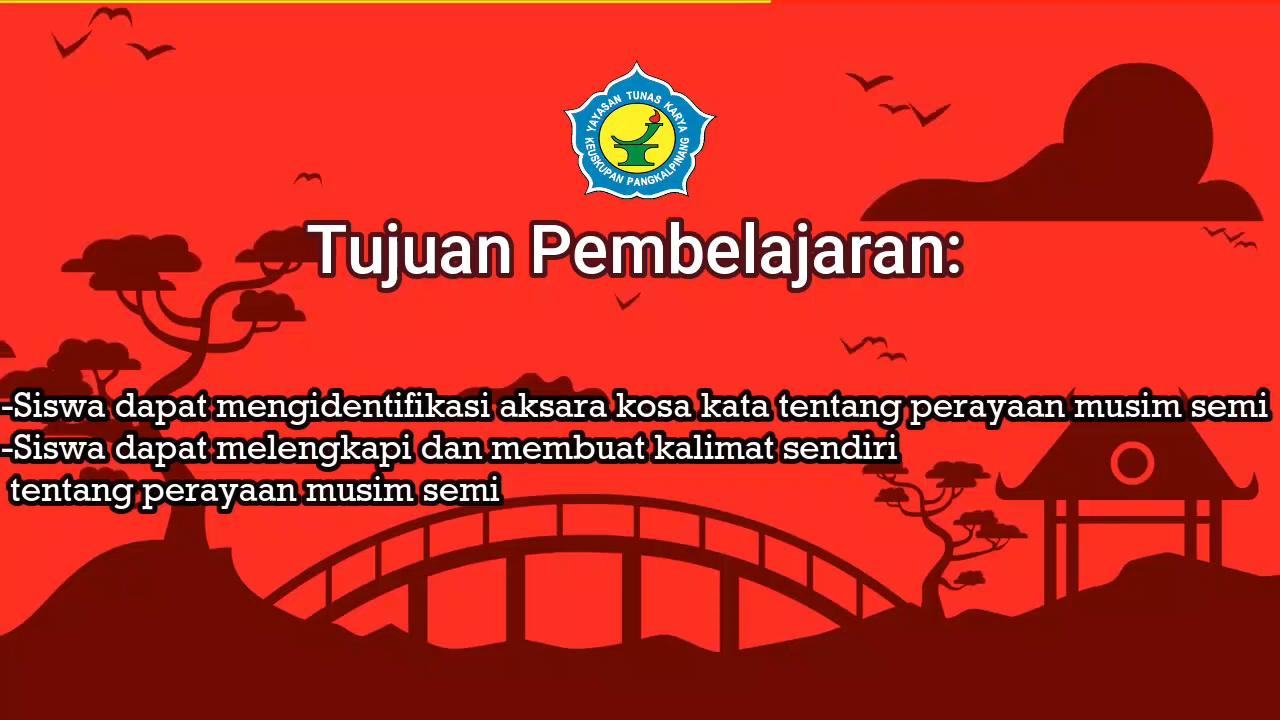 YAYASAN TUNAS KARYA
KEUSKUPAN PANGKALPINANG
Tujuan Pembelajaran:
-Siswa dapat mengidentifikasi aksara kosa kata tentang perayaan musim semi
-Siswa dapat melengkapi dan membuat kalimat sendiri
tentang perayaan musim semi